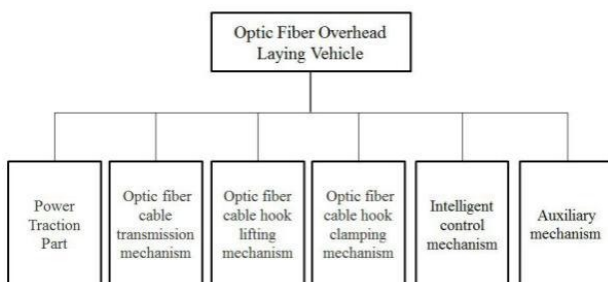 Optic Fiber Overhead
Laying Vehicle
Power
Traction
Part
Optic fiber
cable
transmission
mechanism
Optic fiber
cable hook
lifting
mechanism
Optic fiber
cable hook
clamping
mechanism
Intelligent
control
mechanism
Auxiliary
mechanism